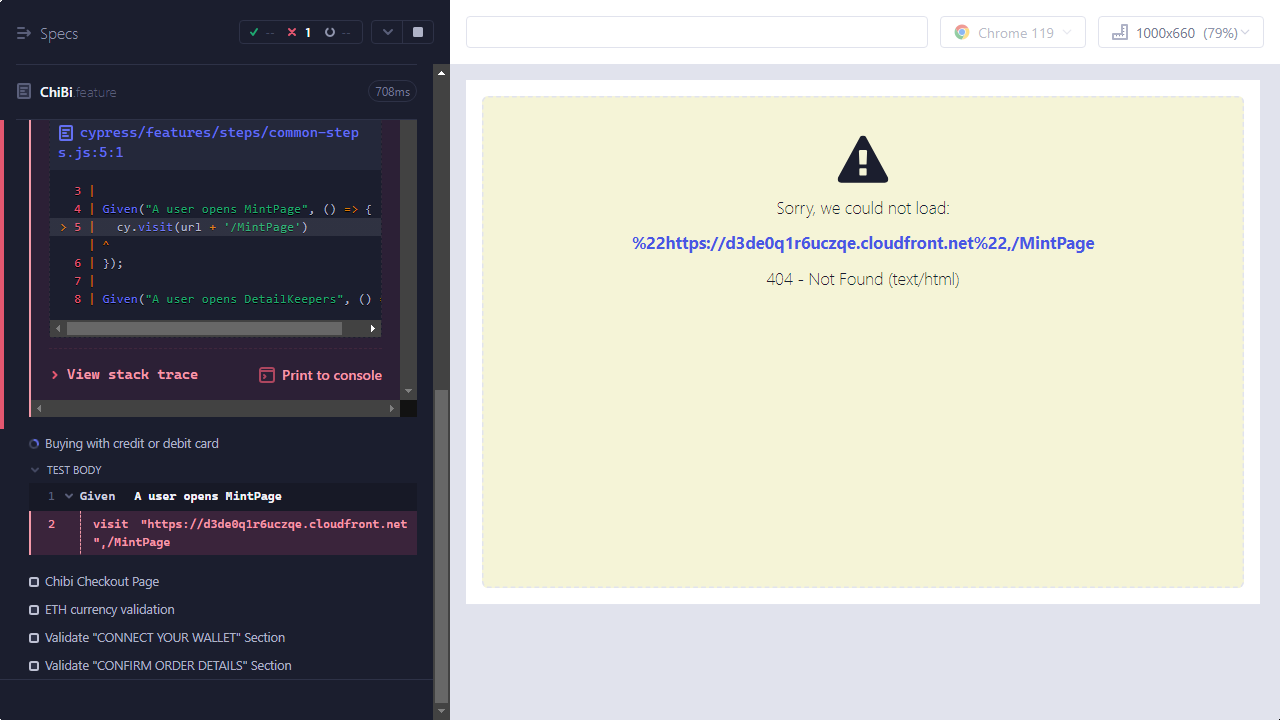 Specs
-- 1 --
Chrome 119
1000x660 (79%)
ChiBi.feature
708ms
cypress/features/steps/common-step
s.js:5:1
3 |
4 | Given("A user opens MintPage", () => {
> 5 | cy.visit(url + '/MintPage')
| ^
6 | });
7 |
8 | Given("A user opens DetailKeepers", () =
> View stack trace
Print to console
Buying with credit or debit card
TEST BODY
1 Given A user opens MintPage
2 visit "https://d3de0q1r6uczqe.cloudfront.net
",/MintPage
Chibi Checkout Page
ETH currency validation
Validate "CONNECT YOUR WALLET" Section
Validate "CONFIRM ORDER DETAILS" Section
Sorry, we could not load:
%22https://d3de0q1r6uczqe.cloudfront.net%22,/MintPage
404 - Not Found (text/html)